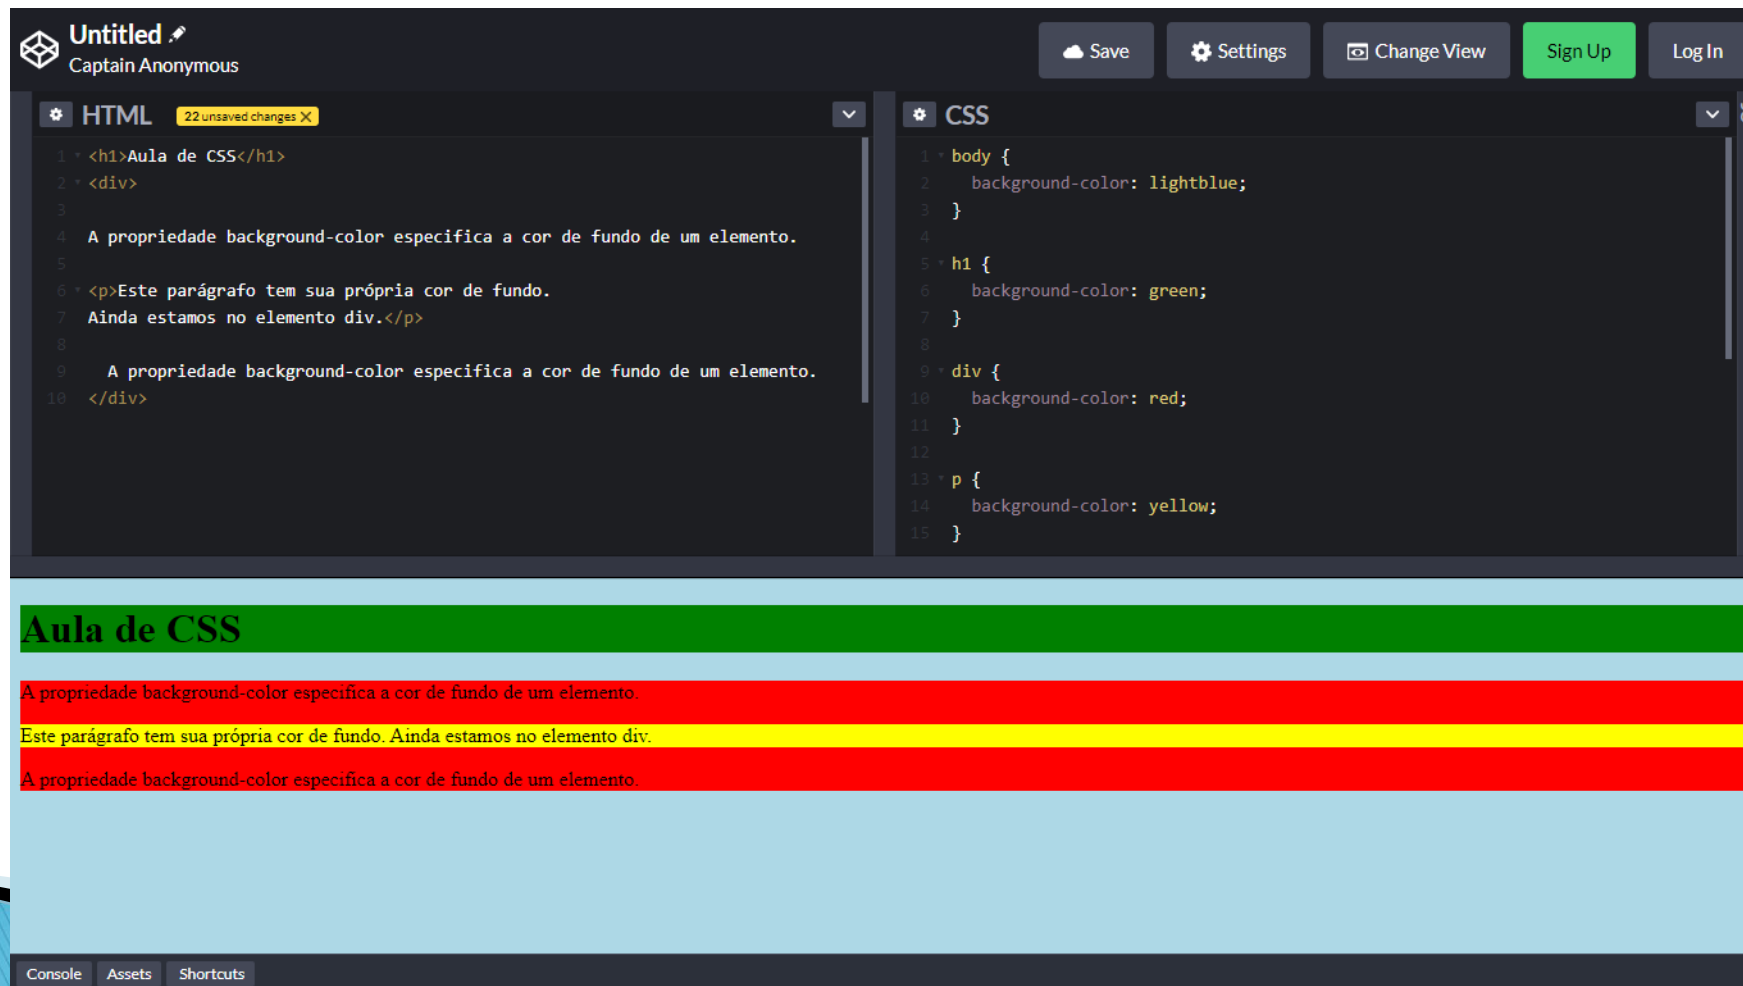 Untitled
Captain Anonymous
Save
Settings
Change View
Sign Up
Log In
HTML
22 unsaved changes X
1 <h1>Aula de CSS</h1>
2 <div>
3
4 A propriedade background-color especifica a cor de fundo de um elemento.
5
6 <p>Este parágrafo tem sua própria cor de fundo.
7 Ainda estamos no elemento div.</p>
8
9 A propriedade background-color especifica a cor de fundo de um elemento.
10 </div>
CSS
1 body {
2 background-color: lightblue;
3 }
4
5 h1 {
6 background-color: green;
7 }
8
9 div {
10 background-color: red;
11 }
12
13 p {
14 background-color: yellow;
15 }
Aula de CSS
A propriedade background-color especifica a cor de fundo de um elemento.
Este parágrafo tem sua própria cor de fundo. Ainda estamos no elemento div.
A propriedade background-color especifica a cor de fundo de um elemento.
Console
Assets
Shortcuts